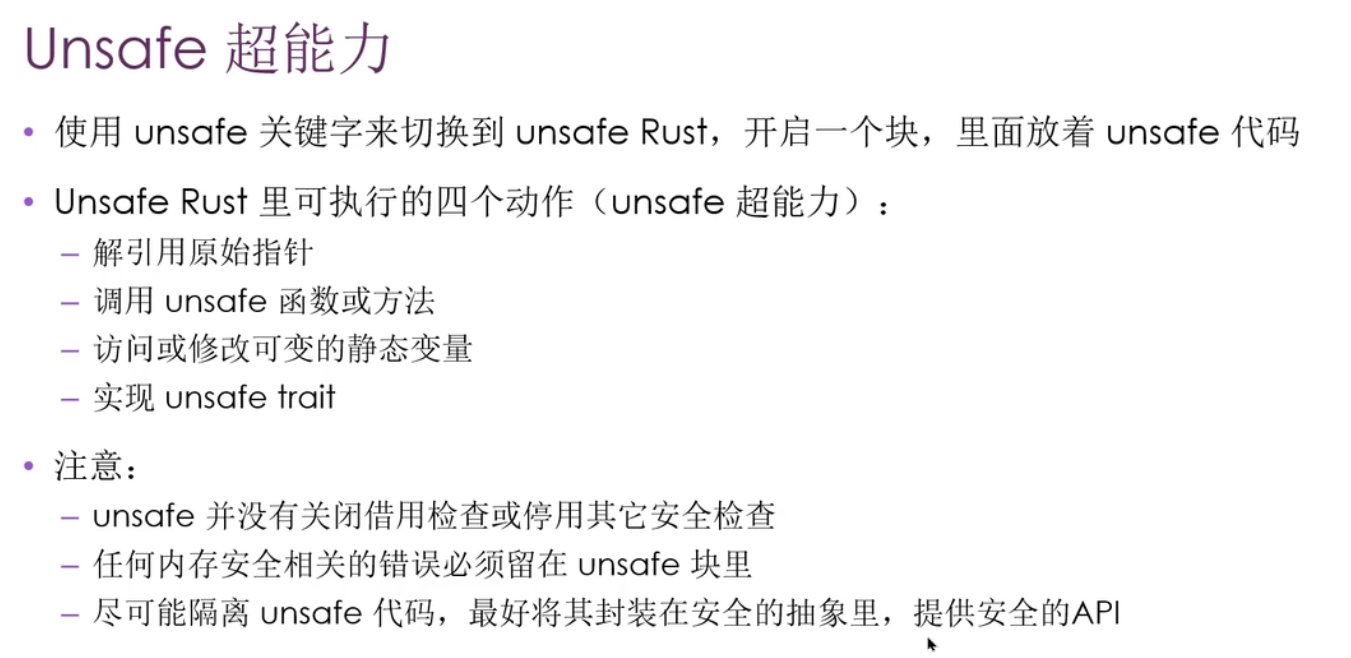 Unsafe 超能力
• 使用 unsafe 关键字来切换到 unsafe Rust，开启一个块，里面放着 unsafe 代码
• Unsafe Rust 里可执行的四个动作（unsafe 超能力）：
– 解引用原始指针
– 调用 unsafe 函数或方法
– 访问或修改可变的静态变量
– 实现 unsafe trait
• 注意：
– unsafe 并没有关闭借用检查或停用其它安全检查
– 任何内存安全相关的错误必须留在 unsafe 块里
– 尽可能隔离 unsafe 代码，最好将其封装在安全的抽象里，提供安全的API